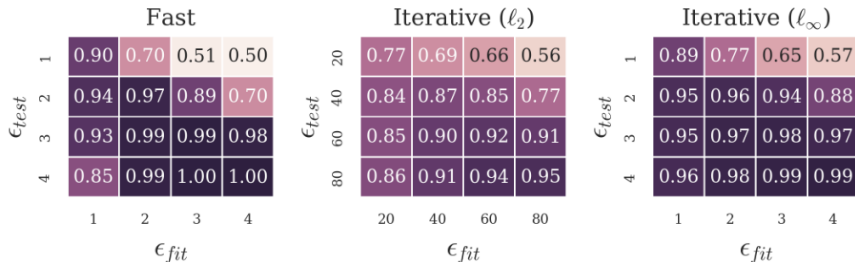 Fast
ϵtest
1 0.90 0.70 0.51 0.50
2 0.94 0.97 0.89 0.70
3 0.93 0.99 0.99 0.98
4 0.85 0.99 1.00 1.00
1 2 3 4
ϵfit
Iterative (ℓ2)
ϵtest
20 0.77 0.69 0.66 0.56
40 0.84 0.87 0.85 0.77
60 0.85 0.90 0.92 0.91
80 0.86 0.91 0.94 0.95
20 40 60 80
ϵfit
Iterative (ℓ∞)
ϵtest
1 0.89 0.77 0.65 0.57
2 0.95 0.96 0.94 0.88
3 0.95 0.97 0.98 0.97
4 0.96 0.98 0.99 0.99
1 2 3 4
ϵfit